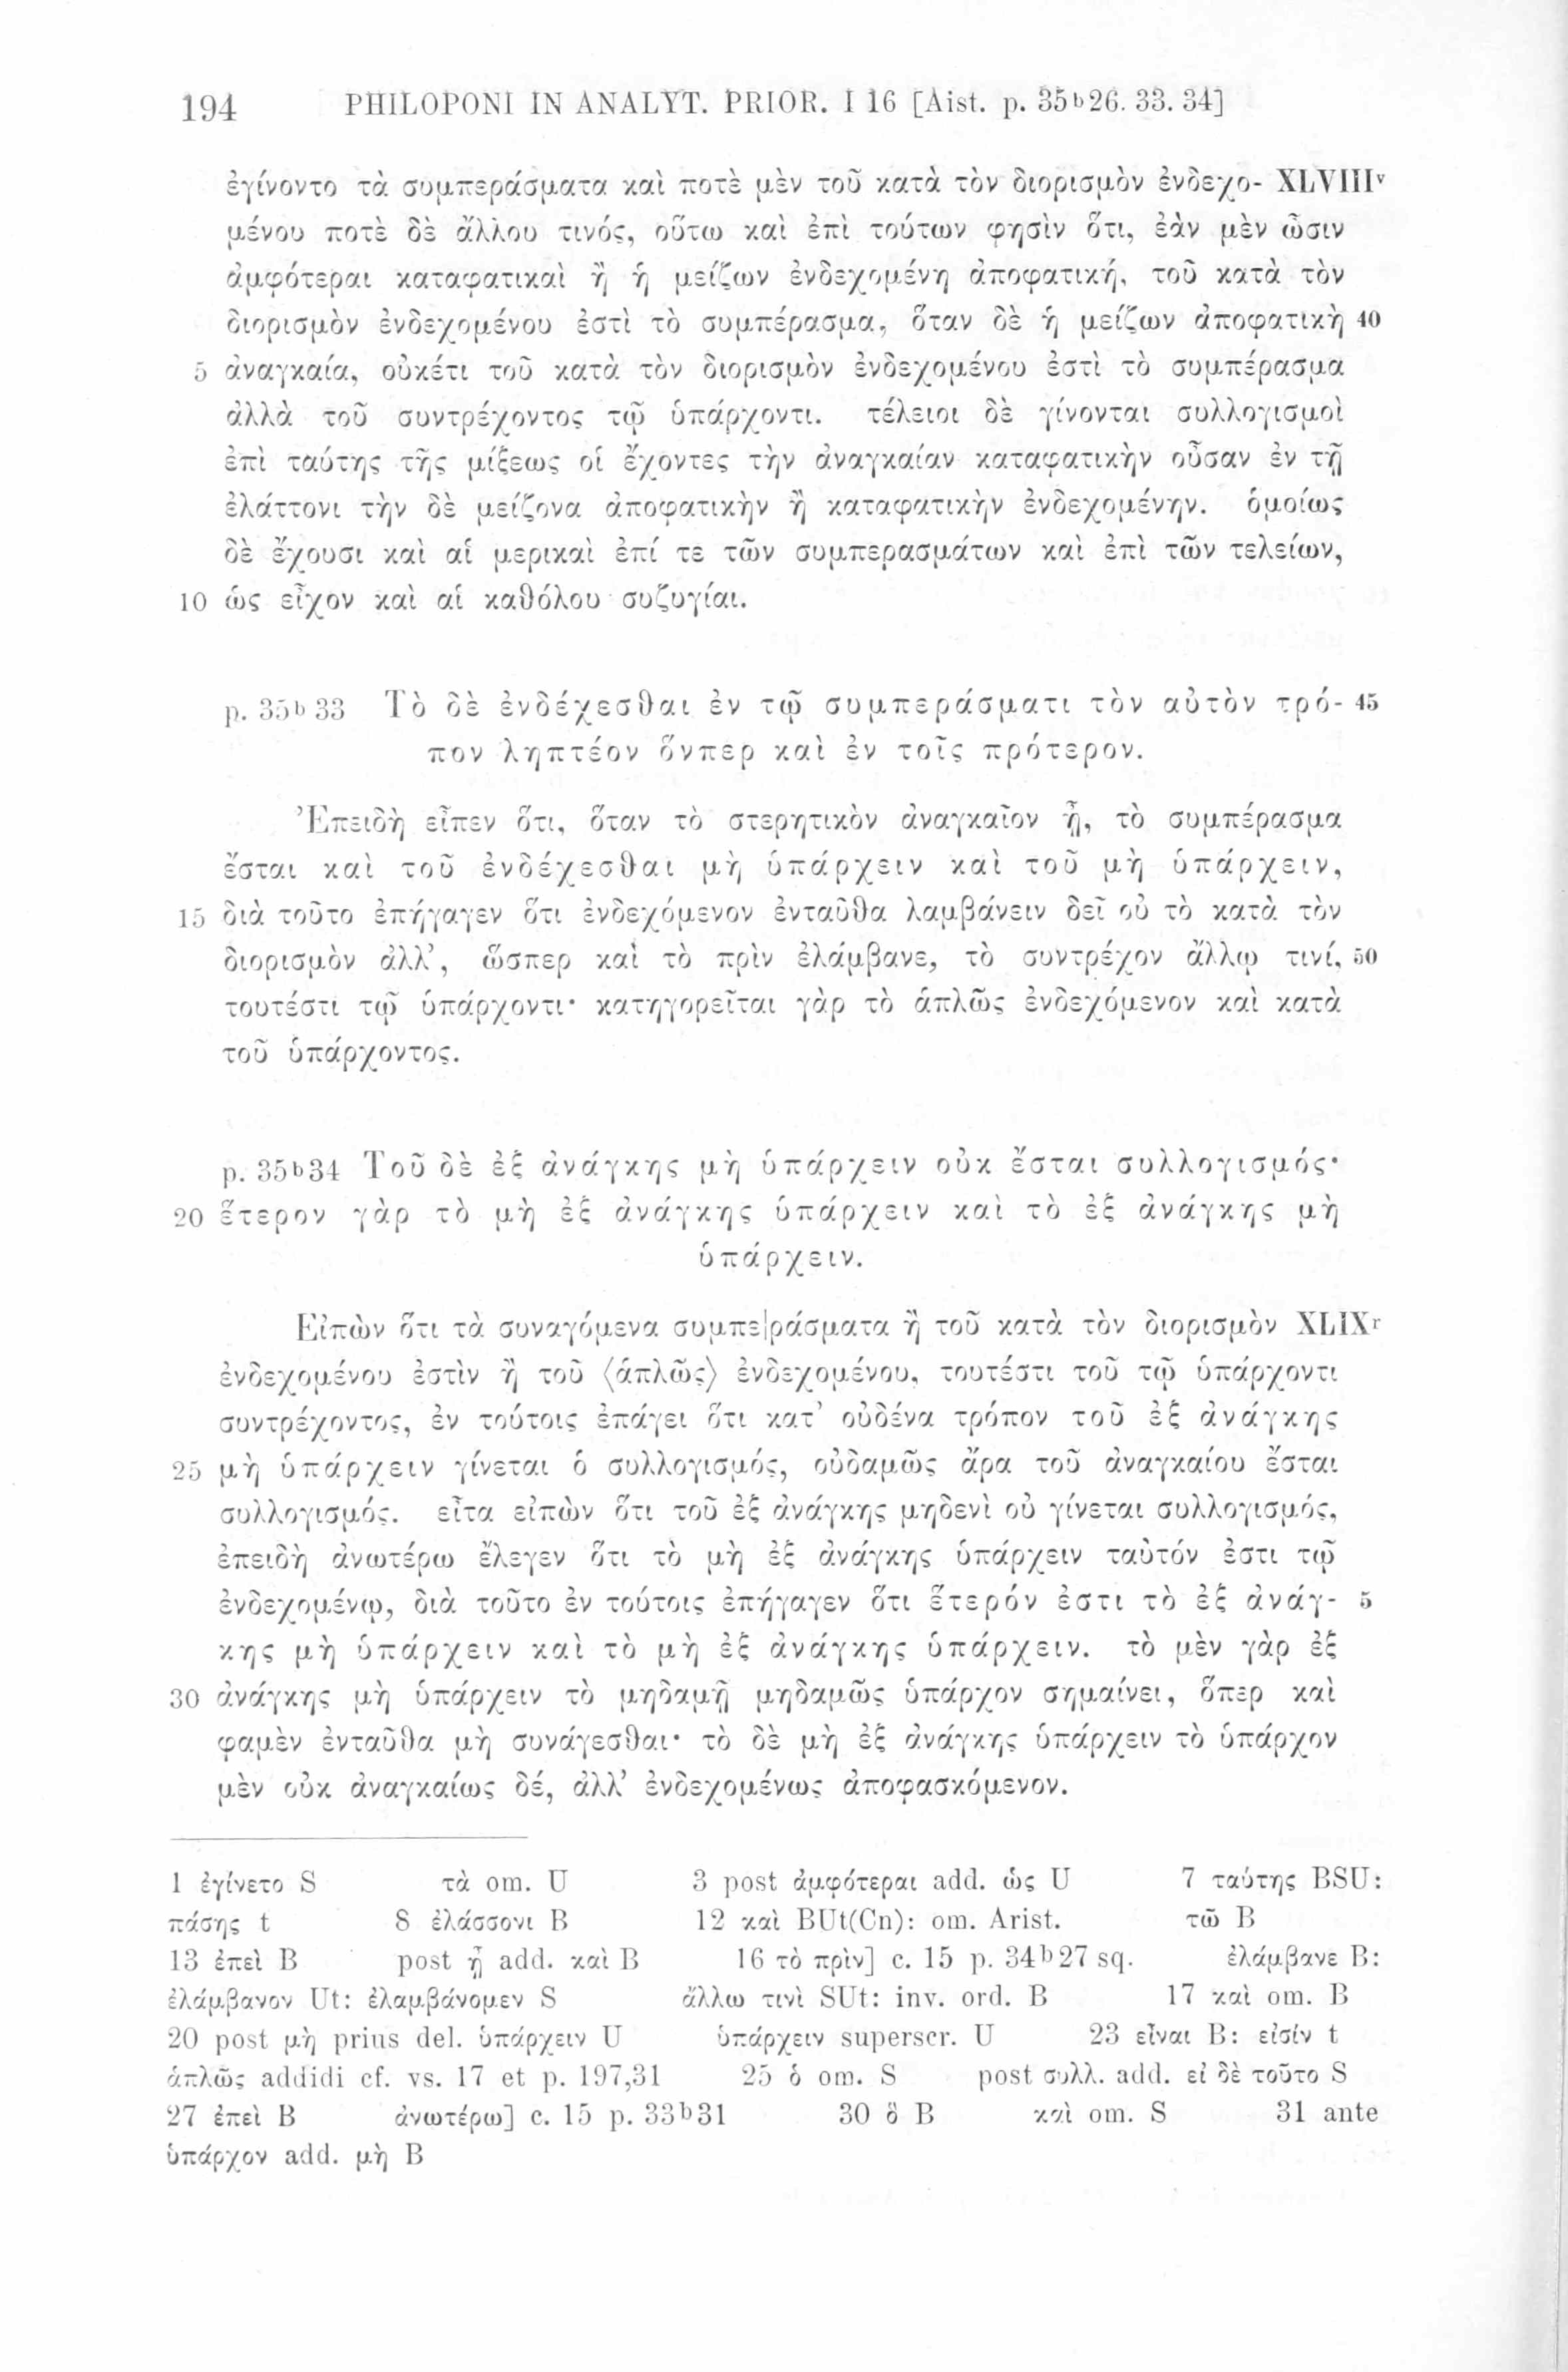 194 PHILOPONI IN ANALYT. PRIOR. I 16 [Aist. p. 35b26. 33. 34]
ἐγίνοντο τὰ συμπεράσματα καὶ ποτὲ μὲν τοῦ κατὰ τὸν διορισμὸν ἐνδεχο- XLVIIIv
μένου ποτὲ δὲ ἄλλου τινός, οὕτω καὶ ἐπὶ τούτων φησὶν ὅτι, ἐὰν μὲν ὦσιν
ἀμφότεραι καταφατικαὶ ἢ ἡ μείζων ἐνδεχομένη ἀποφατική, τοῦ κατὰ τὸν
διορισμὸν ἐνδεχομένου ἐστὶ τὸ συμπέρασμα, ὅταν δὲ ἡ μείζων ἀποφατικὴ 40
5 ἀναγκαία, οὐκέτι τοῦ κατὰ τὸν διορισμὸν ἐνδεχομένου ἐστὶ τὸ συμπέρασμα
ἀλλὰ τοῦ συντρέχοντος τῷ ὑπάρχοντι. τέλειοι δὲ γίνονται συλλογισμοὶ
ἐπὶ ταύτης τῆς μίξεως οἱ ἔχοντες τὴν ἀναγκαίαν καταφατικὴν οὖσαν ἐν τῇ
ἐλάττονι τὴν δὲ μείζονα ἀποφατικὴν ἢ καταφατικὴν ἐνδεχομένην. ὁμοίως
δὲ ἔχουσι καὶ αἱ μερικαὶ ἐπί τε τῶν συμπερασμάτων καὶ ἐπὶ τῶν τελείων,
10 ὡς εἶχον καὶ αἱ καθόλου συζυγίαι.
p. 35b33 Τὸ δὲ ἐνδέχεσθαι ἐν τῷ συμπεράσματι τὸν αὐτὸν τρό- 45
πον ληπτέον ὅνπερ καὶ ἐν τοῖς πρότερον.
Ἐπειδὴ εἶπεν ὅτι, ὅταν τὸ στερητικὸν ἀναγκαῖον ᾖ, τὸ συμπέρασμα
ἔσται καὶ τοῦ ἐνδέχεσθαι μὴ ὑπάρχειν καὶ τοῦ μὴ ὑπάρχειν,
15 διὰ τοῦτο ἐπήγαγεν ὅτι ἐνδεχόμενον ἐνταῦθα λαμβάνειν δεῖ οὐ τὸ κατὰ τὸν
διορισμὸν ἀλλ’, ὥσπερ καὶ τὸ πρὶν ἐλάμβανε, τὸ συντρέχον ἄλλῳ τινί, 50
τουτέστι τῷ ὑπάρχοντι· κατηγορεῖται γὰρ τὸ ἁπλῶς ἐνδεχόμενον καὶ κατὰ
τοῦ ὑπάρχοντος.
p. 35b34 Τοῦ δὲ ἐξ ἀνάγκης μὴ ὑπάρχειν οὐκ ἔσται συλλογισμός·
20 ἕτερον γὰρ τὸ μὴ ἐξ ἀνάγκης ὑπάρχειν καὶ τὸ ἐξ ἀνάγκης μὴ
ὑπάρχειν.
Εἰπὼν ὅτι τὰ συναγόμενα συμπε|ράσματα ἢ τοῦ κατὰ τὸν διορισμὸν XLIXr
ἐνδεχομένου ἐστὶν ἢ τοῦ ⟨ἁπλῶς⟩ ἐνδεχομένου, τουτέστι τοῦ τῷ ὑπάρχοντι
συντρέχοντος, ἐν τούτοις ἐπάγει ὅτι κατ’ οὐδένα τρόπον τοῦ ἐξ ἀνάγκης
25 μὴ ὑπάρχειν γίνεται ὁ συλλογισμός, οὐδαμῶς ἄρα τοῦ ἀναγκαίου ἔσται
συλλογισμός. εἶτα εἰπὼν ὅτι τοῦ ἐξ ἀνάγκης μηδενὶ οὐ γίνεται συλλογισμός,
ἐπειδὴ ἀνωτέρω ἔλεγεν ὅτι τὸ μὴ ἐξ ἀνάγκης ὑπάρχειν ταὐτόν ἐστι τῷ
ἐνδεχομένῳ, διὰ τοῦτο ἐν τούτοις ἐπήγαγεν ὅτι ἕτερόν ἐστι τὸ ἐξ ἀνάγ- 5
κης μὴ ὑπάρχειν καὶ τὸ μὴ ἐξ ἀνάγκης ὑπάρχειν. τὸ μὲν γὰρ ἐξ
30 ἀνάγκης μὴ ὑπάρχειν τὸ μηδαμῇ μηδαμῶς ὑπάρχον σημαίνει, ὅπερ καὶ
φαμὲν ἐνταῦθα μὴ συνάγεσθαι· τὸ δὲ μὴ ἐξ ἀνάγκης ὑπάρχειν τὸ ὑπάρχον
μὲν οὐκ ἀναγκαίως δέ, ἀλλ’ ἐνδεχομένως ἀποφασκόμενον.
1 ἐγίνετο S τὰ om. U 3 post ἀμφότεραι add. ὡς U 7 ταύτης BSU:
πάσης t 8 ἐλάσσονι B 12 καὶ BUt(Cn): om. Arist. τῶ B
13 ἐπεὶ B post ᾖ add. καὶ B 16 τὸ πρὶν] c. 15 p. 34b27 sq. ἐλάμβανε B:
ἐλάμβανον Ut: ἐλαμβάνομεν S ἄλλω τινὶ SUt: inv. ord. B 17 καὶ om. B
20 post μὴ prius del. ὑπάρχειν U ὑπάρχειν superscr. U 23 εἶναι B: εἰσίν t
ἁπλῶς addidi cf. vs. 17 et p. 197,31 25 ὁ om. S post συλλ. add. εἰ δὲ τοῦτο S
27 ἐπεὶ B ἀνωτέρω] c. 15 p. 33b31 30 ὃ B καὶ om. S 31 ante
ὑπάρχον add. μὴ B